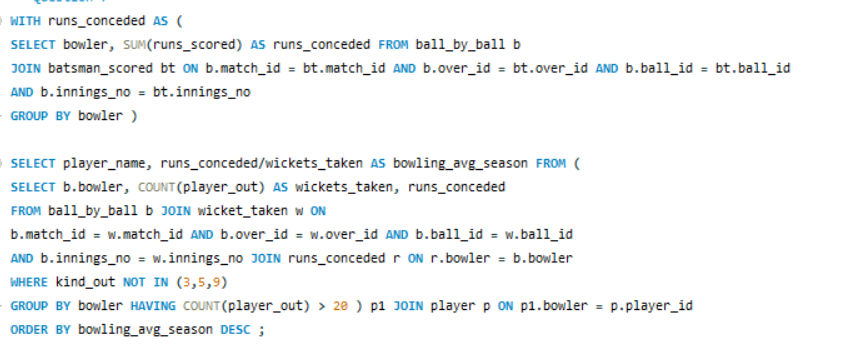 WITH runs_conceded AS (
SELECT bowler, SUM(runs_scored) AS runs_conceded FROM ball_by_ball b
JOIN batsman_scored bt ON b.match_id = bt.match_id AND b.over_id = bt.over_id AND b.ball_id = bt.ball_id
AND b.innings_no = bt.innings_no
GROUP BY bowler )
SELECT player_name, runs_conceded/wickets_taken AS bowling_avg_season FROM (
SELECT b.bowler, COUNT(player_out) AS wickets_taken, runs_conceded
FROM ball_by_ball b JOIN wicket_taken w ON
b.match_id = w.match_id AND b.over_id = w.over_id AND b.ball_id = w.ball_id
AND b.innings_no = w.innings_no JOIN runs_conceded r ON r.bowler = b.bowler
WHERE kind_out NOT IN (3,5,9)
GROUP BY bowler HAVING COUNT(player_out) > 20 ) p1 JOIN player p ON p1.bowler = p.player_id
ORDER BY bowling_avg_season DESC ;